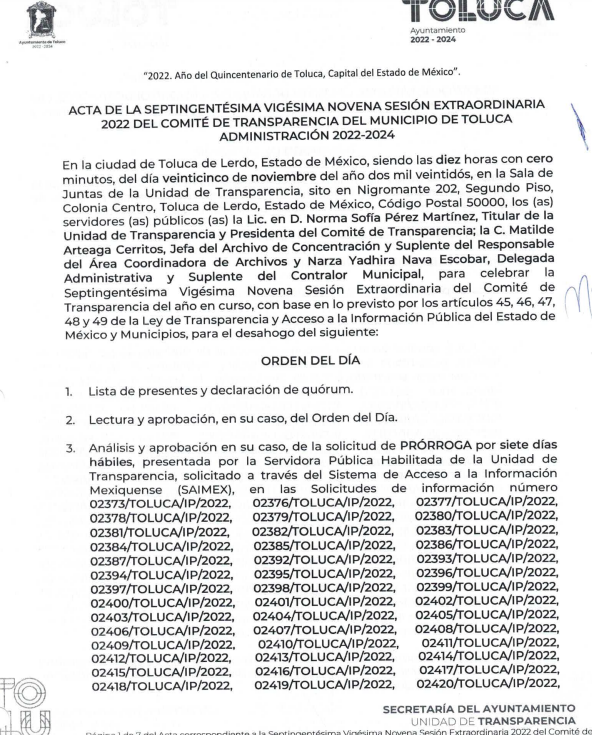 TOLUCA
Ayuntamiento de Toluca
2022 - 2024
Ayuntamiento
2022 - 2024
“2022. Año del Quincentenario de Toluca, Capital del Estado de México”.
ACTA DE LA SEPTINGENTÉSIMA VIGÉSIMA NOVENA SESIÓN EXTRAORDINARIA
2022 DEL COMITÉ DE TRANSPARENCIA DEL MUNICIPIO DE TOLUCA
ADMINISTRACIÓN 2022-2024
En la ciudad de Toluca de Lerdo, Estado de México, siendo las diez horas con cero
minutos, del día veinticinco de noviembre del año dos mil veintidós, en la Sala de
Juntas de la Unidad de Transparencia, sito en Nigromante 202, Segundo Piso,
Colonia Centro, Toluca de Lerdo, Estado de México, Código Postal 50000, los (as)
servidores (as) públicos (as) la Lic. en D. Norma Sofía Pérez Martínez, Titular de la
Unidad de Transparencia y Presidenta del Comité de Transparencia; la C. Matilde
Arteaga Cerritos, Jefa del Archivo de Concentración y Suplente del Responsable
del Área Coordinadora de Archivos y Narza Yadhira Nava Escobar, Delegada
Administrativa y Suplente del Contralor Municipal, para celebrar la
Septingentésima Vigésima Novena Sesión Extraordinaria del Comité de
Transparencia del año en curso, con base en lo previsto por los artículos 45, 46, 47,
48 y 49 de la Ley de Transparencia y Acceso a la Información Pública del Estado de
México y Municipios, para el desahogo del siguiente:
ORDEN DEL DÍA
1. Lista de presentes y declaración de quórum.
2. Lectura y aprobación, en su caso, del Orden del Día.
3. Análisis y aprobación en su caso, de la solicitud de PRÓRROGA por siete días
hábiles, presentada por la Servidora Pública Habilitada de la Unidad de
Transparencia, solicitado a través del Sistema de Acceso a la Información
Mexiquense (SAIMEX), en las Solicitudes de información número
02373/TOLUCA/IP/2022, 02376/TOLUCA/IP/2022, 02377/TOLUCA/IP/2022,
02378/TOLUCA/IP/2022, 02379/TOLUCA/IP/2022, 02380/TOLUCA/IP/2022,
02381/TOLUCA/IP/2022, 02382/TOLUCA/IP/2022, 02383/TOLUCA/IP/2022,
02384/TOLUCA/IP/2022, 02385/TOLUCA/IP/2022, 02386/TOLUCA/IP/2022,
02387/TOLUCA/IP/2022, 02392/TOLUCA/IP/2022, 02393/TOLUCA/IP/2022,
02394/TOLUCA/IP/2022, 02395/TOLUCA/IP/2022, 02396/TOLUCA/IP/2022,
02397/TOLUCA/IP/2022, 02398/TOLUCA/IP/2022, 02399/TOLUCA/IP/2022,
02400/TOLUCA/IP/2022, 02401/TOLUCA/IP/2022, 02402/TOLUCA/IP/2022,
02403/TOLUCA/IP/2022, 02404/TOLUCA/IP/2022, 02405/TOLUCA/IP/2022,
02406/TOLUCA/IP/2022, 02407/TOLUCA/IP/2022, 02408/TOLUCA/IP/2022,
02409/TOLUCA/IP/2022, 02410/TOLUCA/IP/2022, 02411/TOLUCA/IP/2022,
02412/TOLUCA/IP/2022, 02413/TOLUCA/IP/2022, 02414/TOLUCA/IP/2022,
02415/TOLUCA/IP/2022, 02416/TOLUCA/IP/2022, 02417/TOLUCA/IP/2022,
02418/TOLUCA/IP/2022, 02419/TOLUCA/IP/2022, 02420/TOLUCA/IP/2022,
SECRETARÍA DEL AYUNTAMIENTO
UNIDAD DE TRANSPARENCIA
Página 1 de 7 del Acta correspondiente a la Septingentésima Vigésima Novena Sesión Extraordinaria 2022 del Comité de